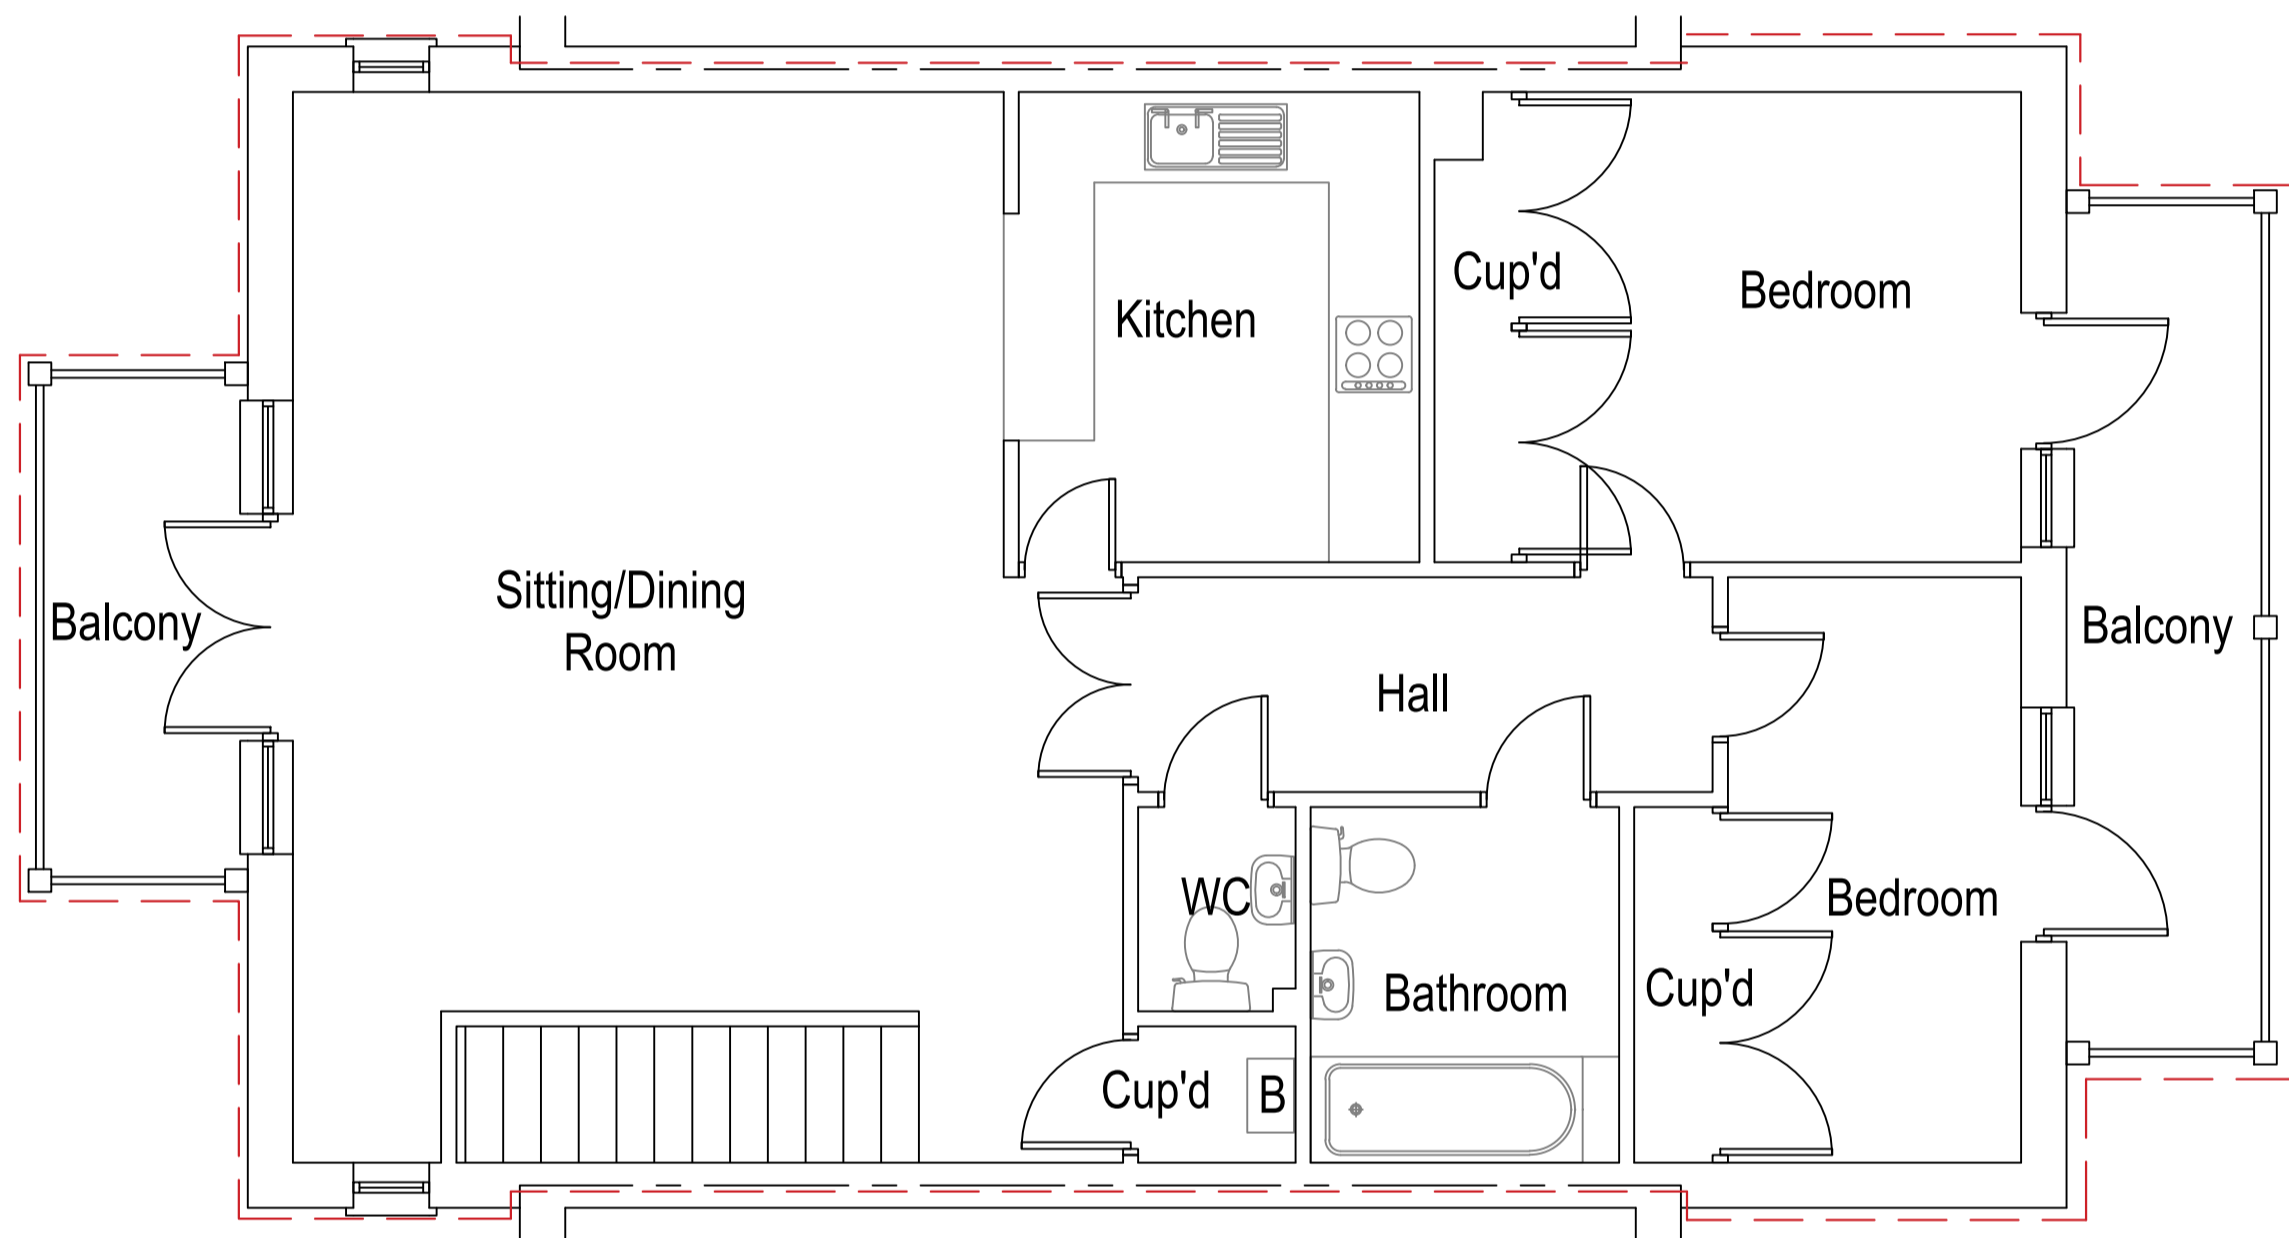 Cup'd
Bedroom
Kitchen
Balcony
Sitting/Dining
Room
Balcony
Hall
WC
Bedroom
Bathroom
Cup'd
Cup'd
B